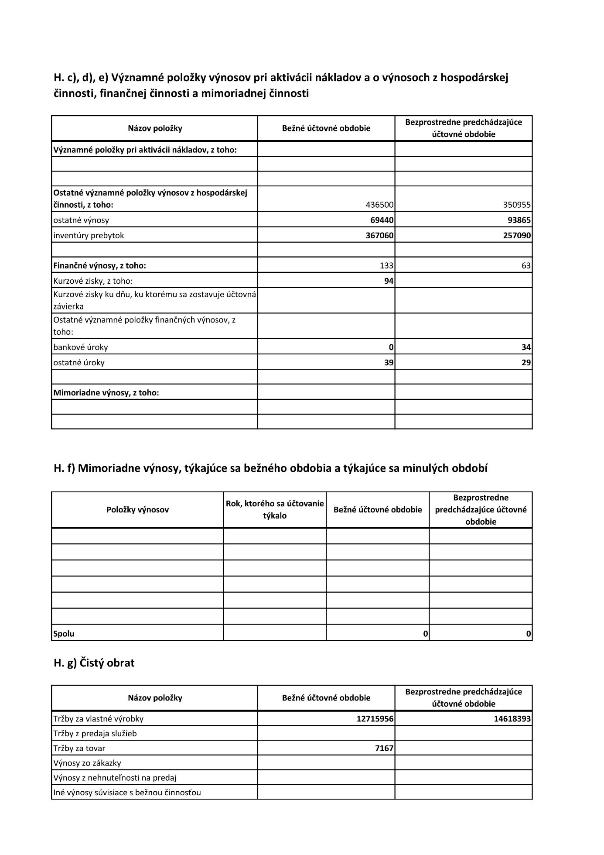 H. c), d), e) Významné položky výnosov pri aktivácii nákladov a o výnosoch z hospodárskej
činnosti, finančnej činnosti a mimoriadnej činnosti
Názov položky Bežné účtovné obdobie Bezprostredne predchádzajúce
účtovné obdobie
Významné položky pri aktivácii nákladov, z toho:
Ostatné významné položky výnosov z hospodárskej
činnosti, z toho: 436500 350955
ostatné výnosy 69440 93865
inventúry prebytok 367060 257090
Finančné výnosy, z toho: 133 63
Kurzové zisky, z toho: 94
Kurzové zisky ku dňu, ku ktorému sa zostavuje účtovná
závierka
Ostatné významné položky finančných výnosov, z
toho:
bankové úroky 0 34
ostatné úroky 39 29
Mimoriadne výnosy, z toho:
H. f) Mimoriadne výnosy, týkajúce sa bežného obdobia a týkajúce sa minulých období
Položky výnosov Rok, ktorého sa účtovanie
týkalo Bežné účtovné obdobie Bezprostredne
predchádzajúce účtovné
obdobie
Spolu 0 0
H. g) Čistý obrat
Názov položky Bežné účtovné obdobie Bezprostredne predchádzajúce
účtovné obdobie
Tržby za vlastné výrobky 12715956 14618393
Tržby z predaja služieb
Tržby za tovar 7167
Výnosy zo zákazky
Výnosy z nehnuteľnosti na predaj
Iné výnosy súvisiace s bežnou činnosťou